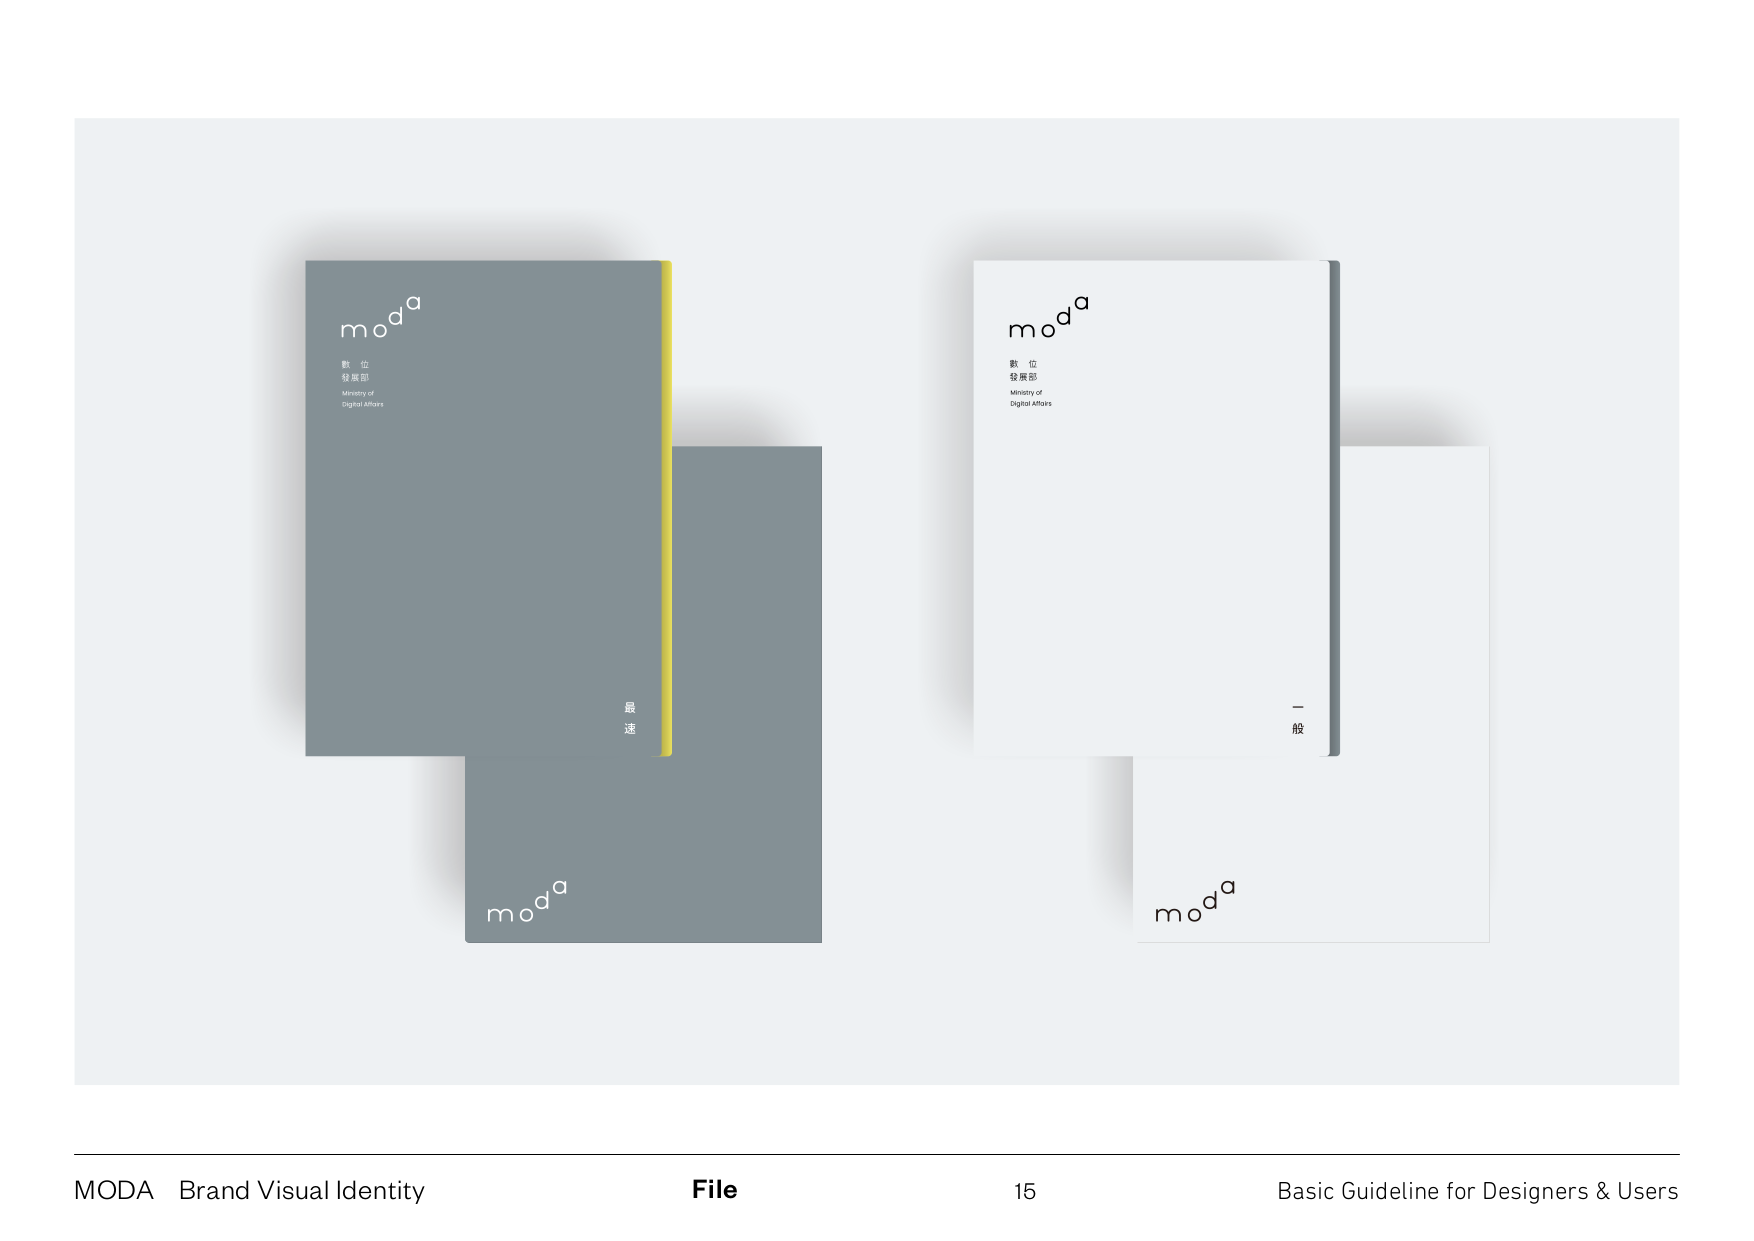 moda
數 位
發展部
Ministry of
Digital Affairs
最
速
moda
moda
數 位
發展部
Ministry of
Digital Affairs
一
般
moda
MODA Brand Visual Identity
File
15
Basic Guideline for Designers & Users